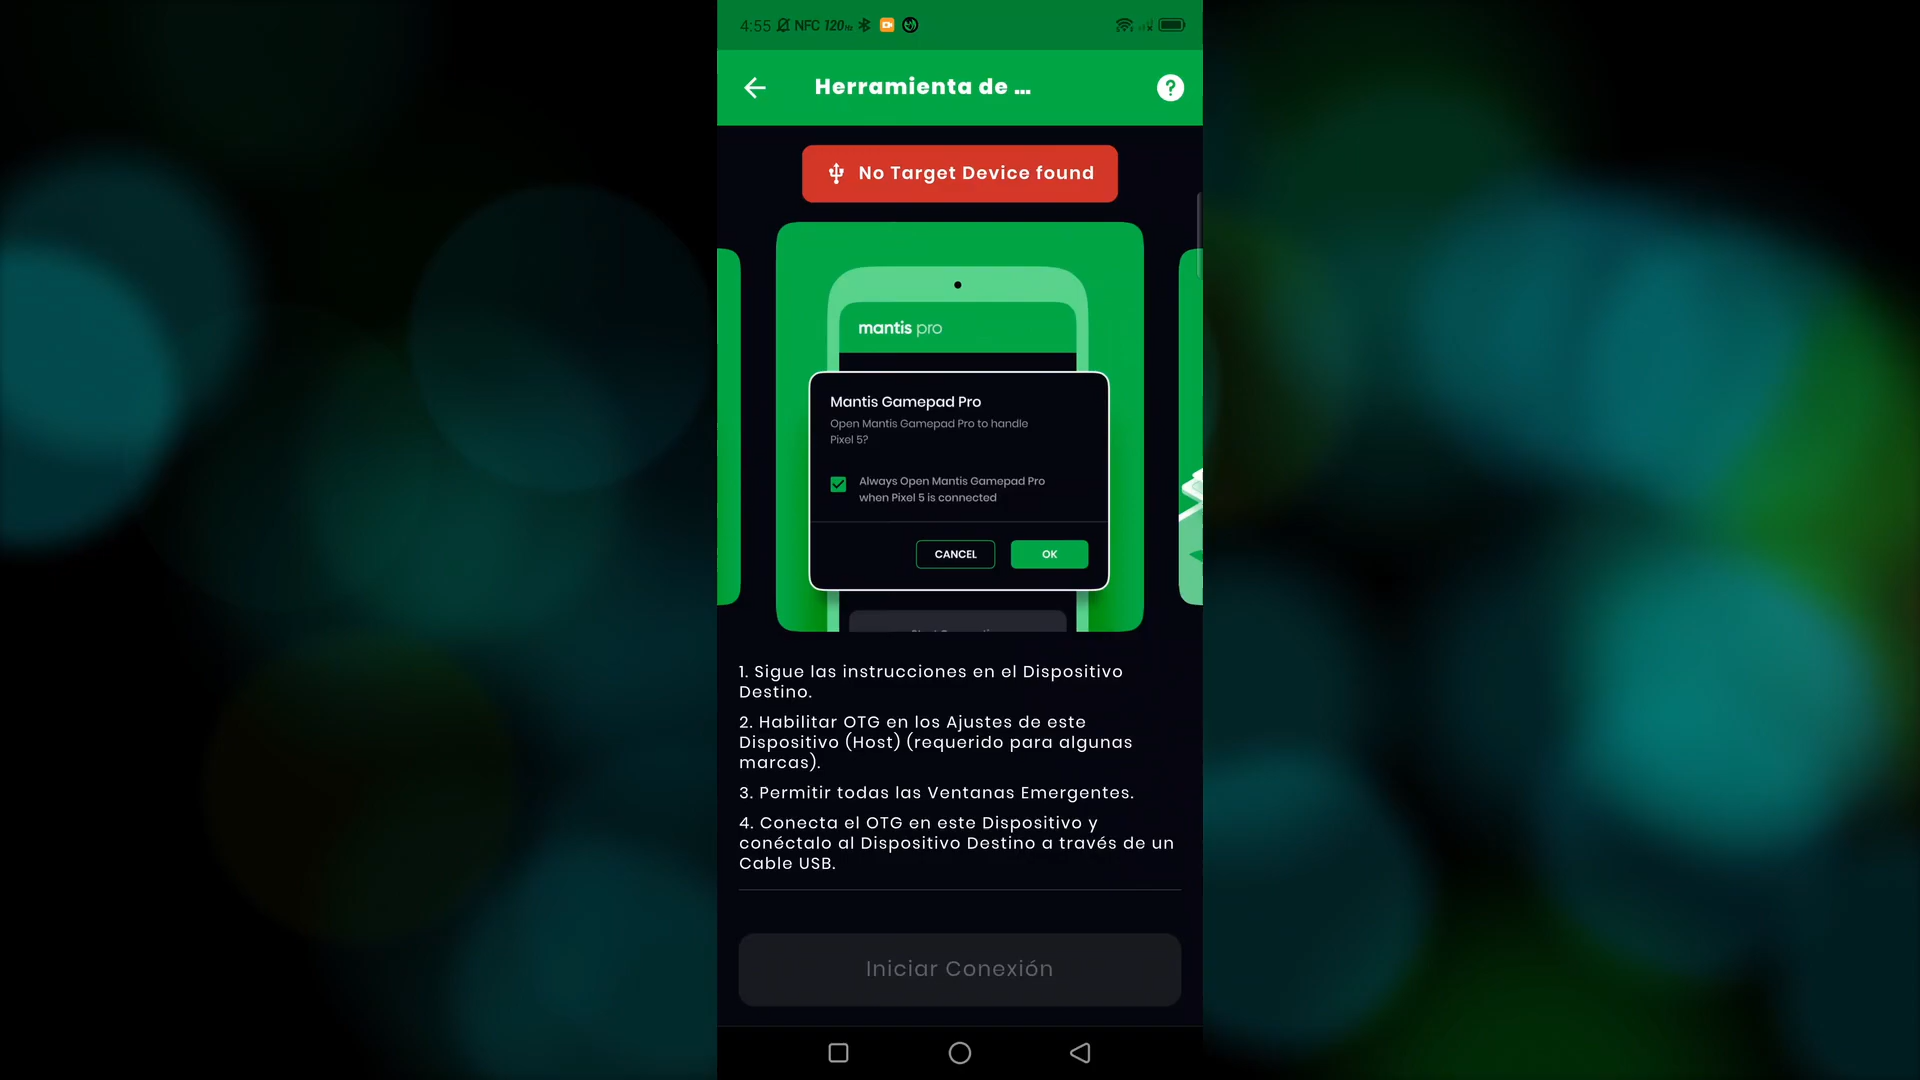 4:55 NFC 120Hz
Herramienta de ...
?
No Target Device found
mantis pro
Mantis Gamepad Pro
Open Mantis Gamepad Pro to handle
Pixel 5?
Always Open Mantis Gamepad Pro
when Pixel 5 is connected
CANCEL OK
1. Sigue las instrucciones en el Dispositivo
Destino.
2. Habilitar OTG en los Ajustes de este
Dispositivo (Host) (requerido para algunas
marcas).
3. Permitir todas las Ventanas Emergentes.
4. Conecta el OTG en este Dispositivo y
conéctalo al Dispositivo Destino a través de un
Cable USB.
Iniciar Conexión